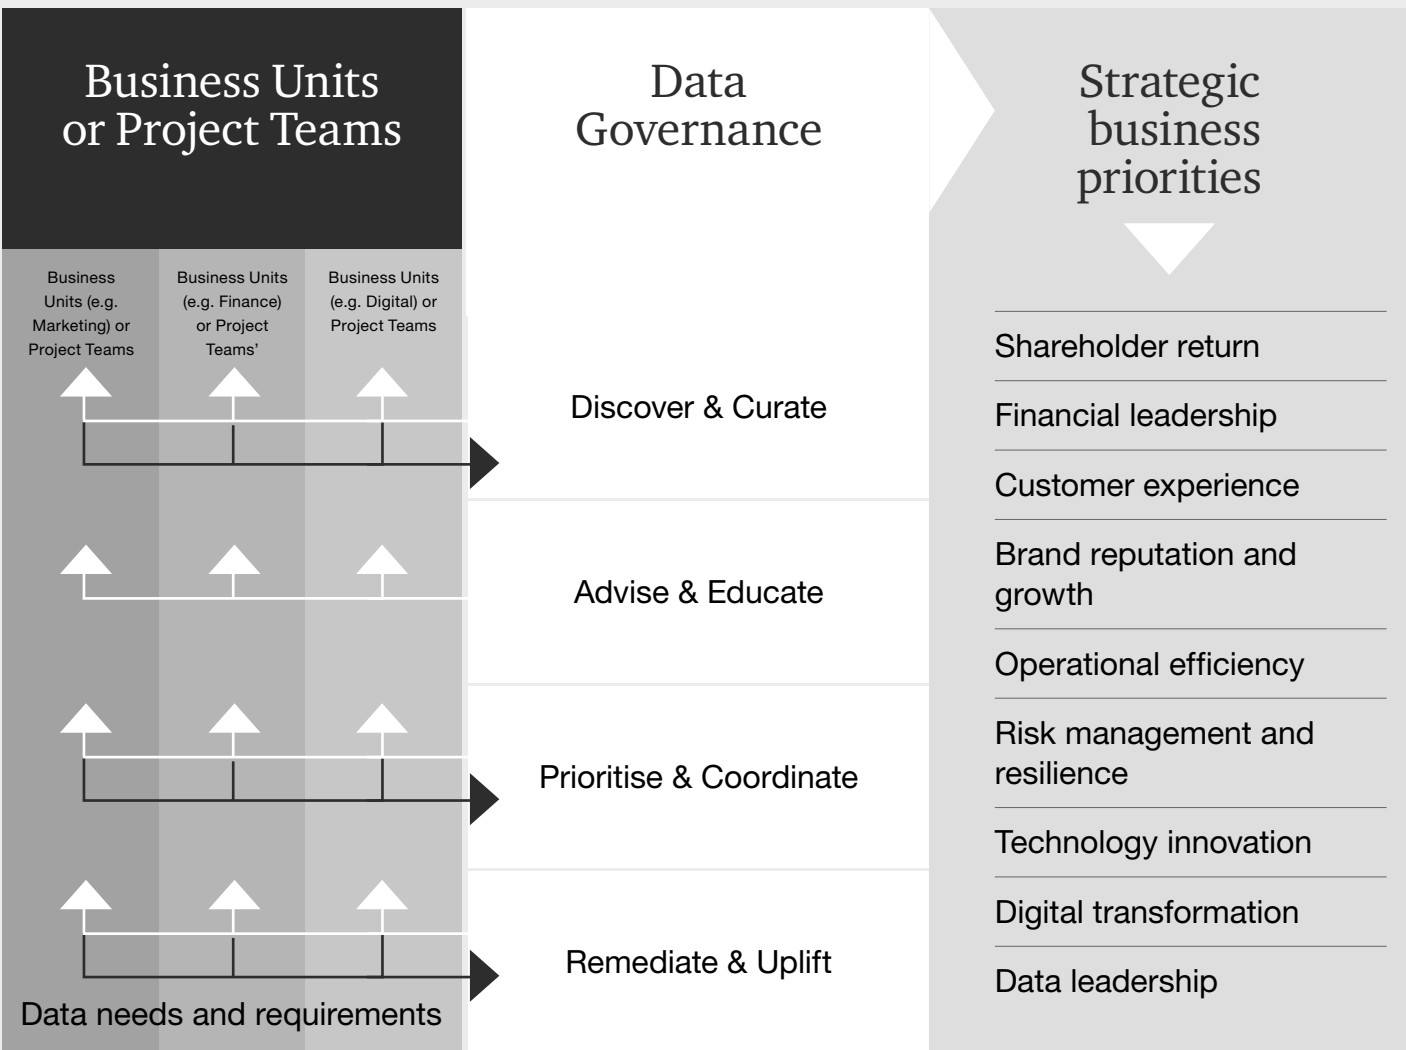 Business Units
or Project Teams
Data
Governance
Strategic
business
priorities
Business
Units (e.g.
Marketing) or
Project Teams
Business Units
(e.g. Finance)
or Project
Teams’
Business Units
(e.g. Digital) or
Project Teams
Discover & Curate
Advise & Educate
Prioritise & Coordinate
Remediate & Uplift
Data needs and requirements
Shareholder return
Financial leadership
Customer experience
Brand reputation and
growth
Operational efficiency
Risk management and
resilience
Technology innovation
Digital transformation
Data leadership